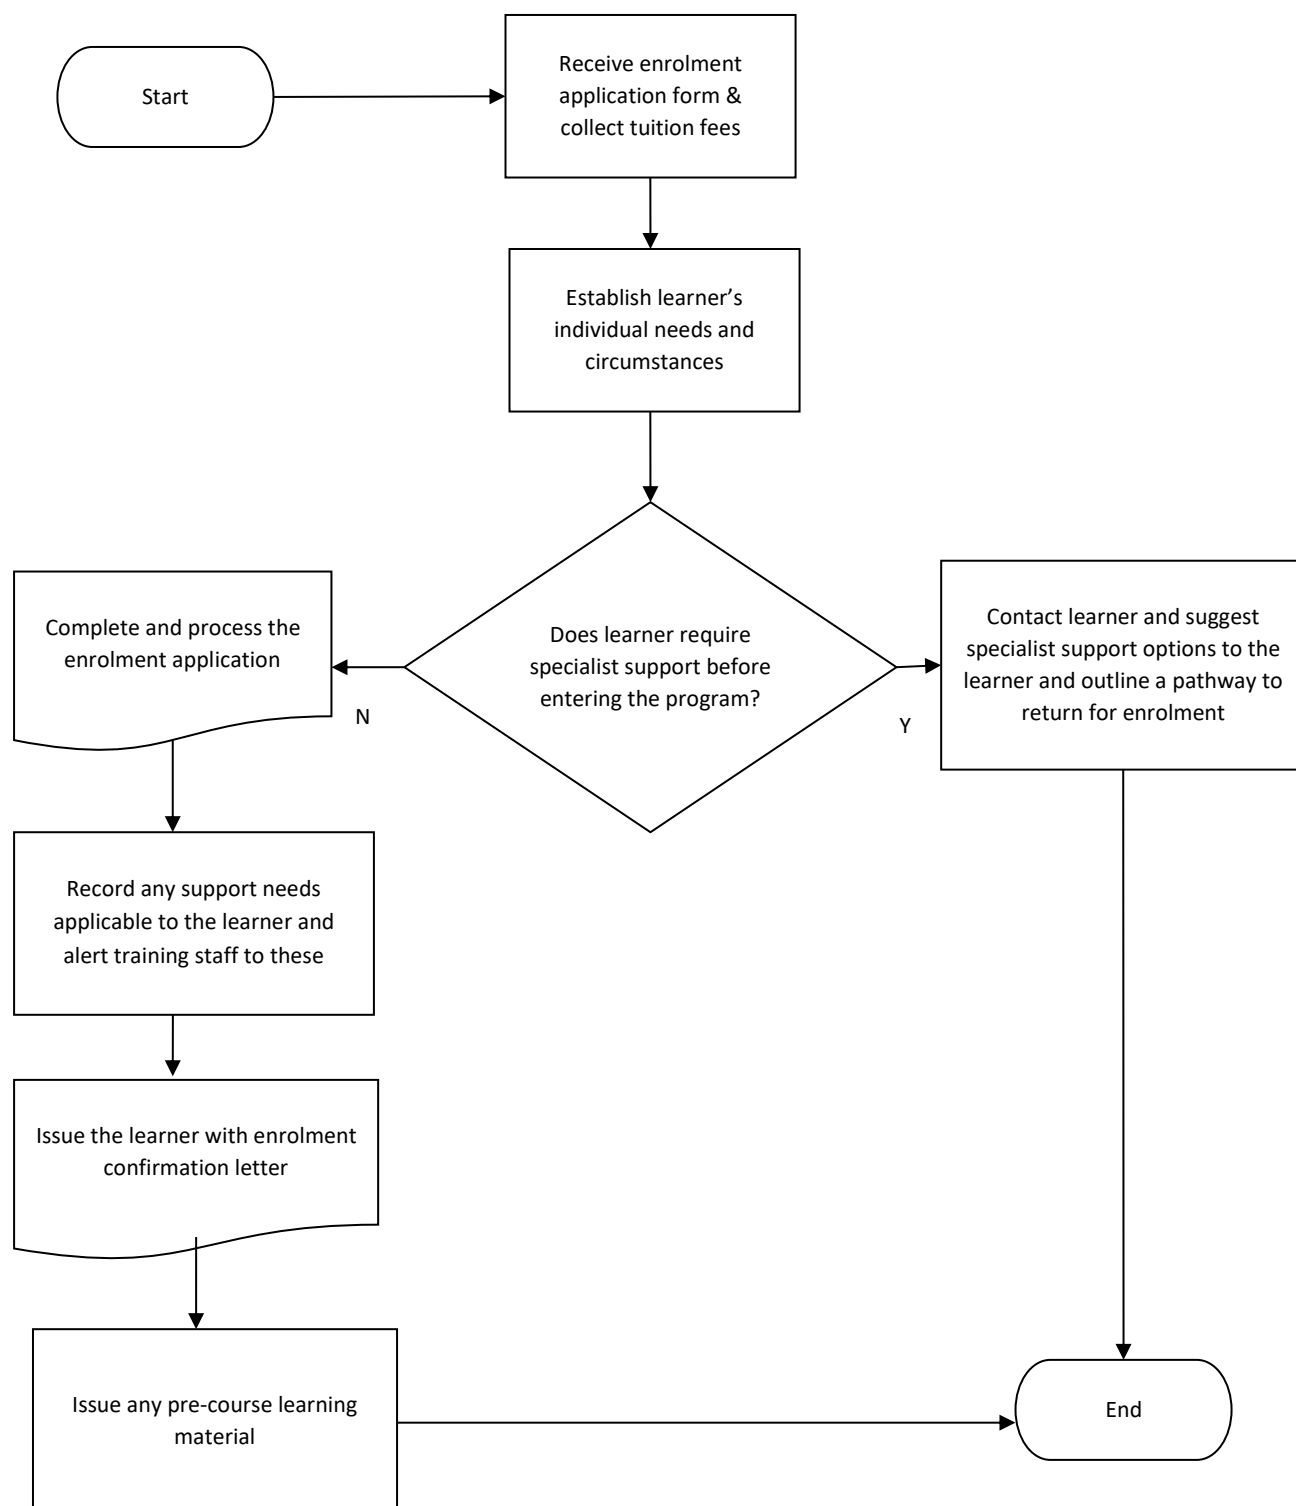 Start
Receive enrolment
application form &
collect tuition fees
Establish learner’s
individual needs and
circumstances
Does learner require
specialist support before
entering the program?
N
Y
Complete and process the
enrolment application
Contact learner and suggest
specialist support options to the
learner and outline a pathway to
return for enrolment
Record any support needs
applicable to the learner and
alert training staff to these
Issue the learner with enrolment
confirmation letter
Issue any pre-course learning
material
End